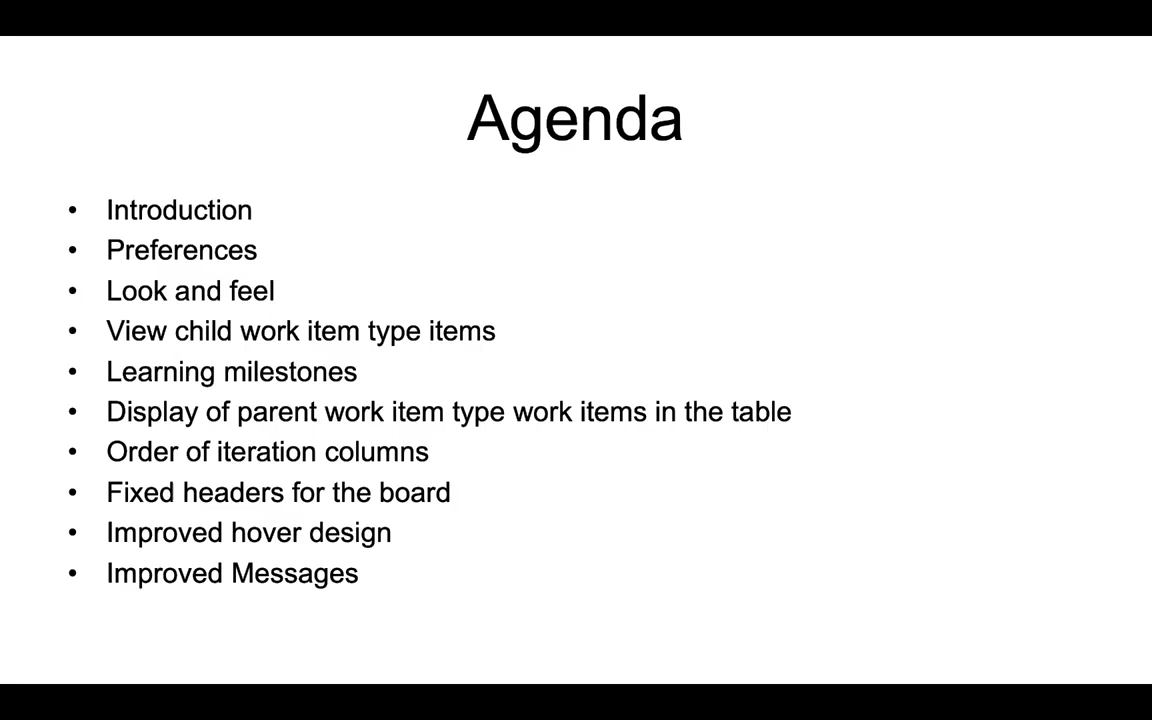 Agenda
• Introduction
• Preferences
• Look and feel
• View child work item type items
• Learning milestones
• Display of parent work item type work items in the table
• Order of iteration columns
• Fixed headers for the board
• Improved hover design
• Improved Messages